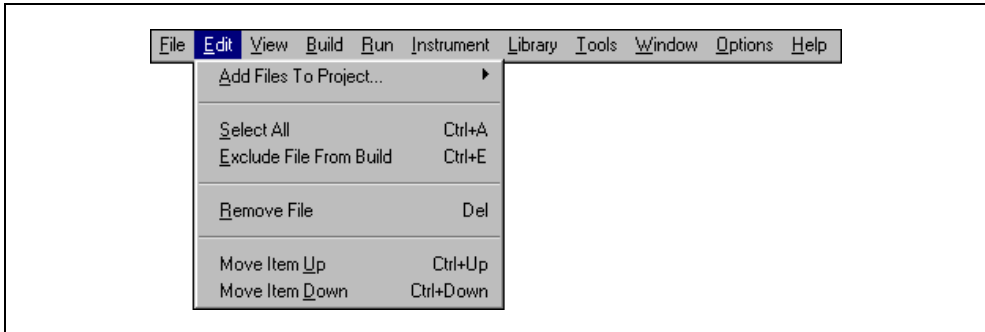 File Edit View Build Run Instrument Library Tools Window Options Help
Add Files To Project...
Select All Ctrl+A
Exclude File From Build Ctrl+E
Remove File Del
Move Item Up Ctrl+Up
Move Item Down Ctrl+Down